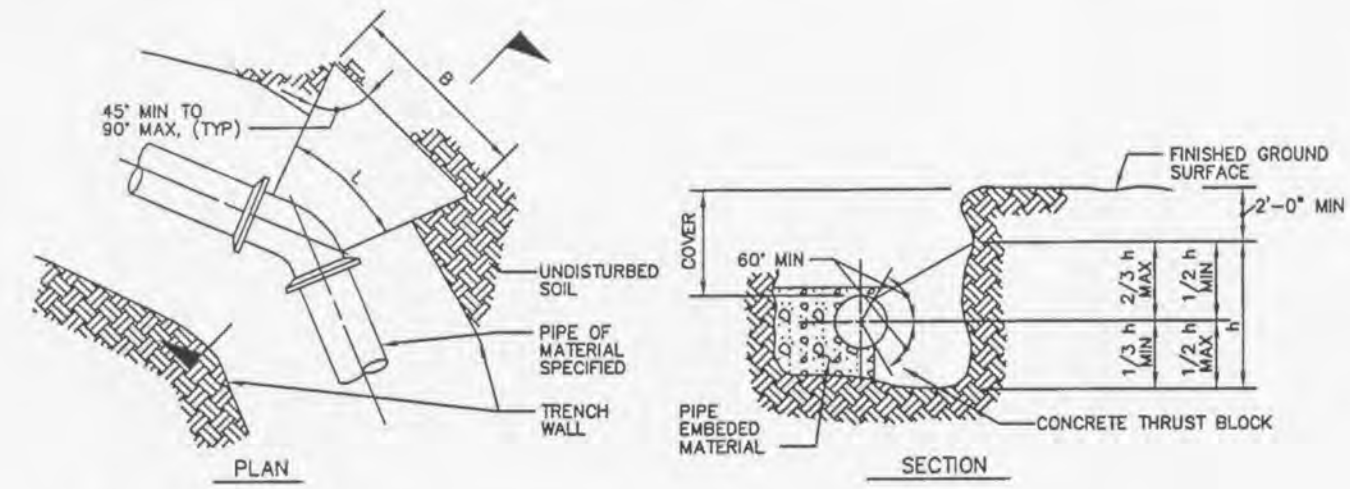 45° MIN TO
90° MAX, (TYP)
B
L
UNDISTURBED
SOIL
PIPE OF
MATERIAL
SPECIFIED
TRENCH
WALL
PLAN
FINISHED GROUND
SURFACE
2'-0" MIN
COVER
60° MIN
2/3 h
MAX
1/2 h
MIN
1/3 h
MIN
1/2 h
MAX
h
PIPE
EMBEDED
MATERIAL
CONCRETE THRUST BLOCK
SECTION